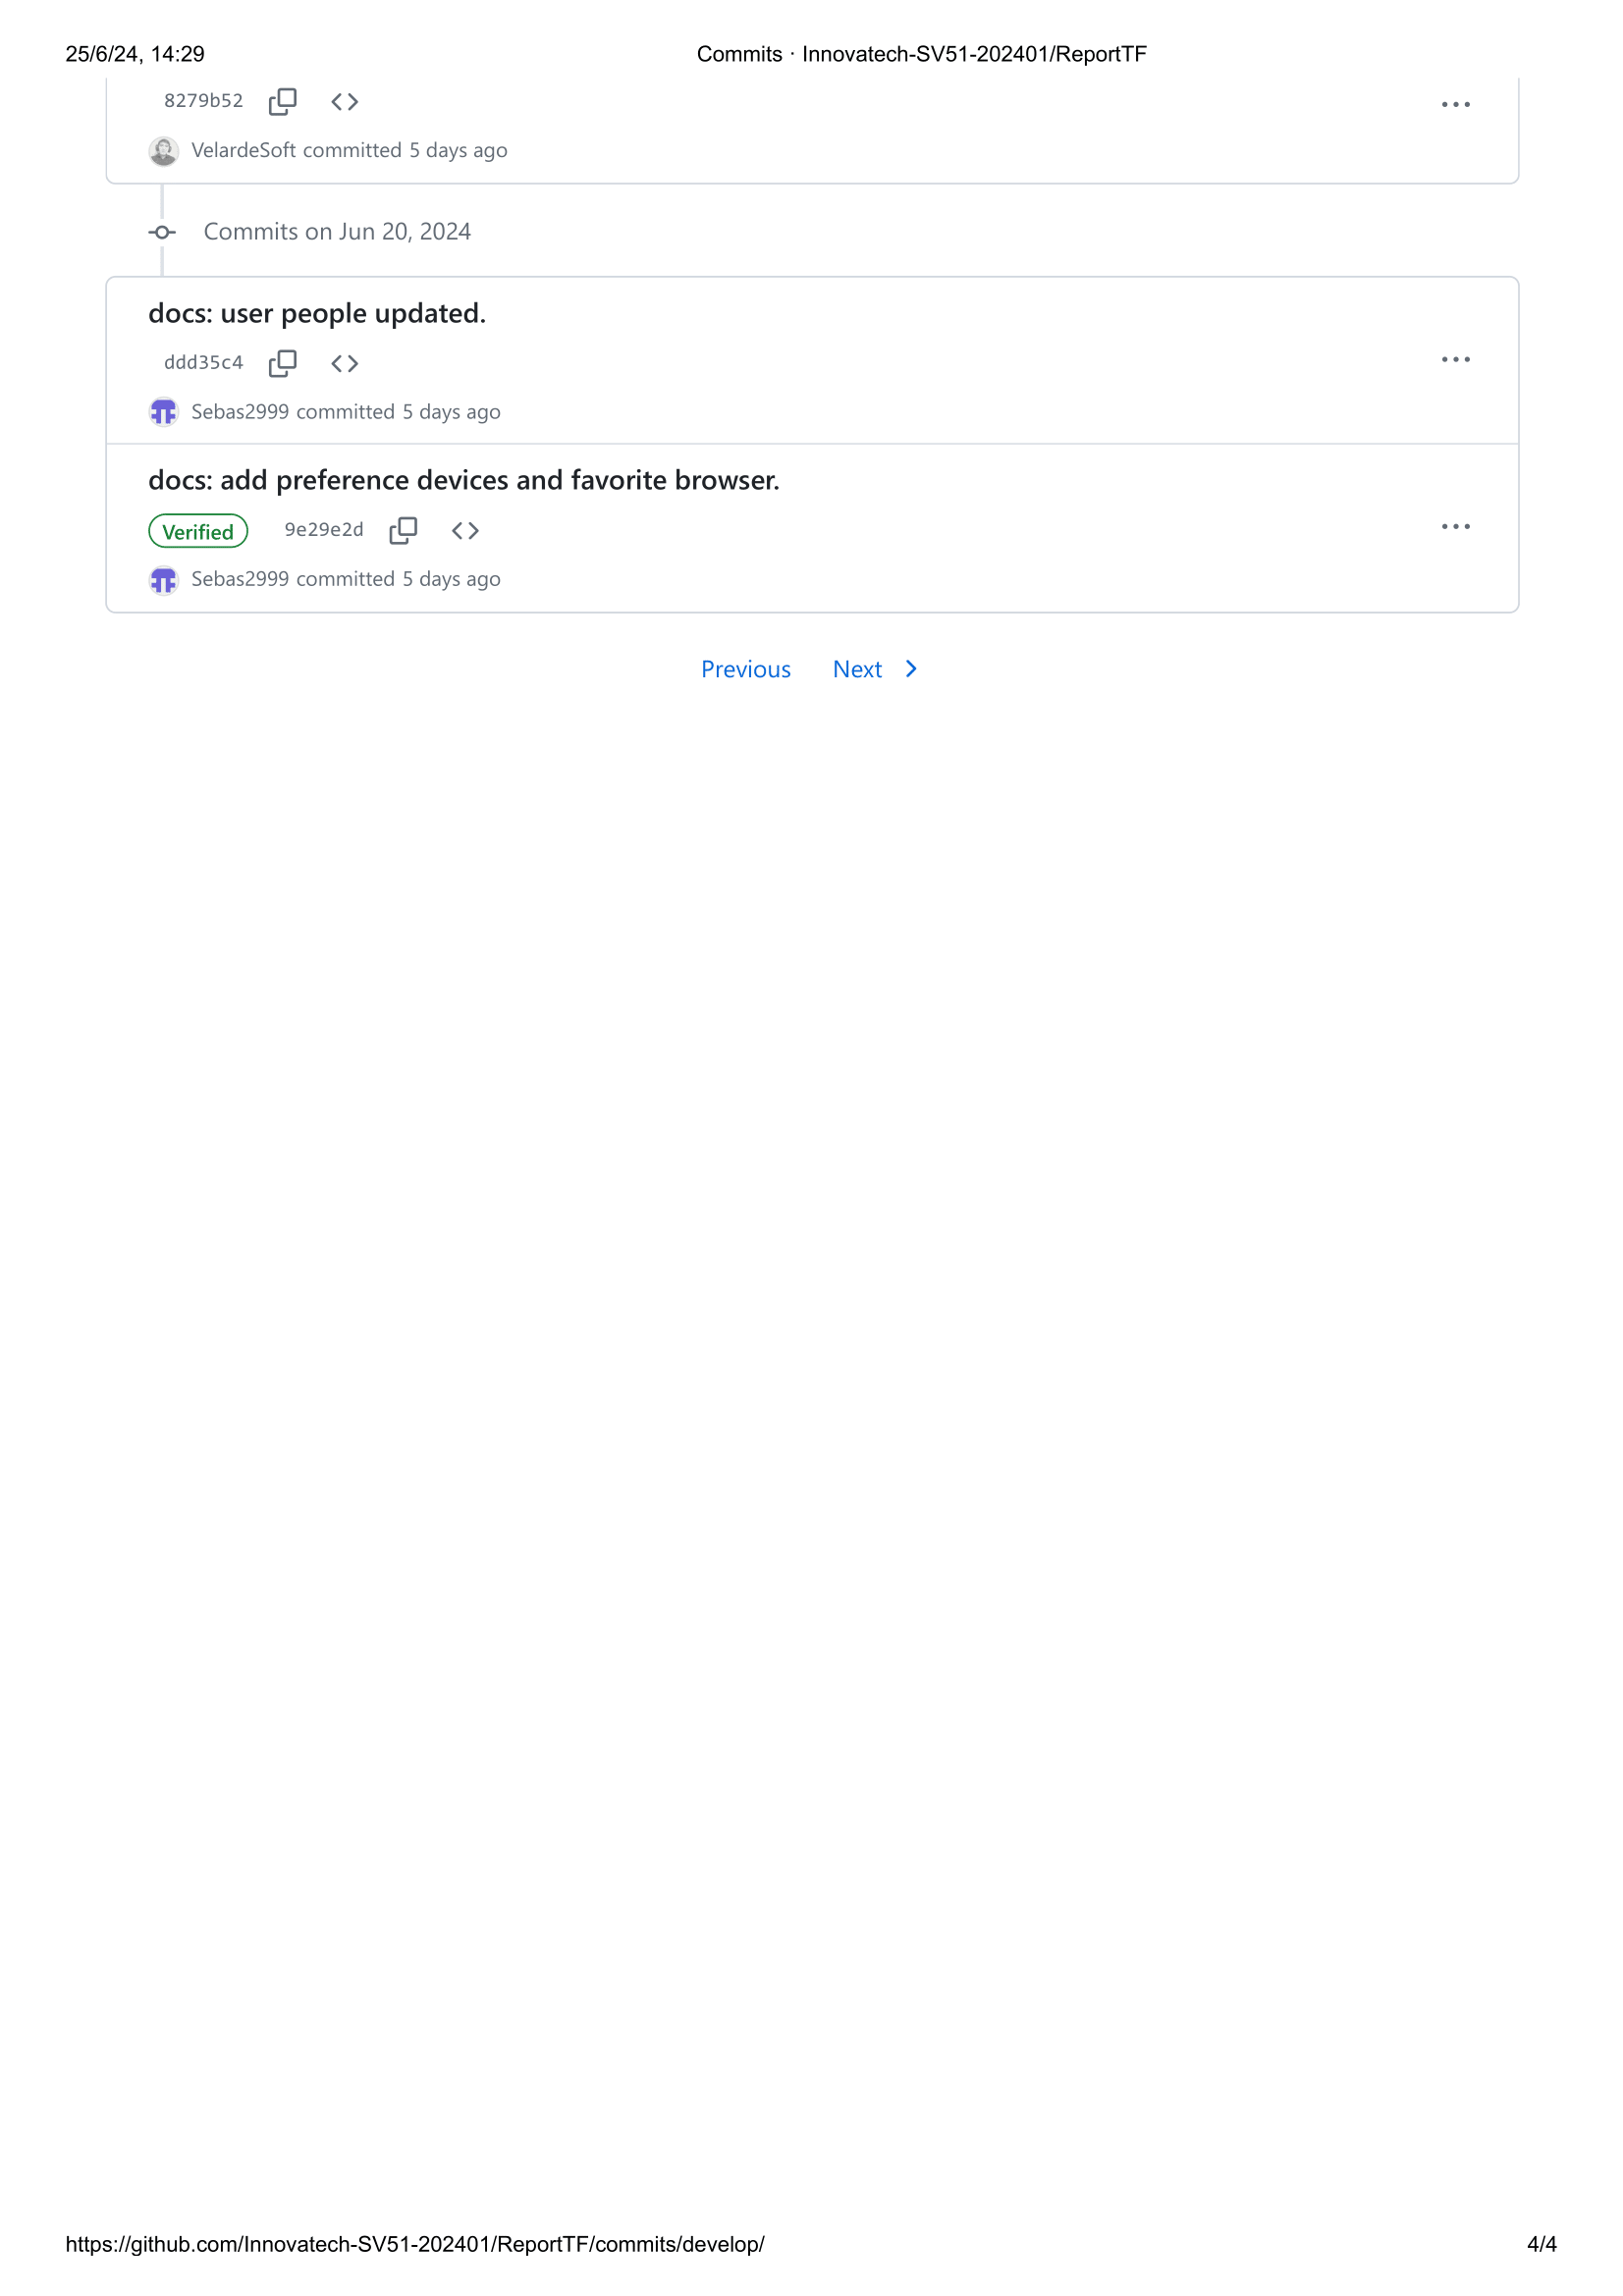 25/6/24, 14:29
Commits · Innovatech-SV51-202401/ReportTF
8279b52
VelardeSoft committed 5 days ago
Commits on Jun 20, 2024
docs: user people updated.
ddd35c4
Sebas2999 committed 5 days ago
docs: add preference devices and favorite browser.
Verified 9e29e2d
Sebas2999 committed 5 days ago
Previous Next
https://github.com/Innovatech-SV51-202401/ReportTF/commits/develop/
4/4